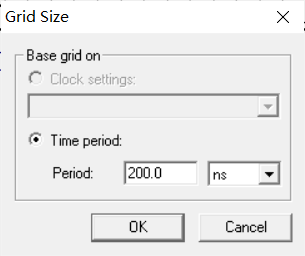 Grid Size
Base grid on
Clock settings:
Time period:
Period: 200.0 ns
OK Cancel